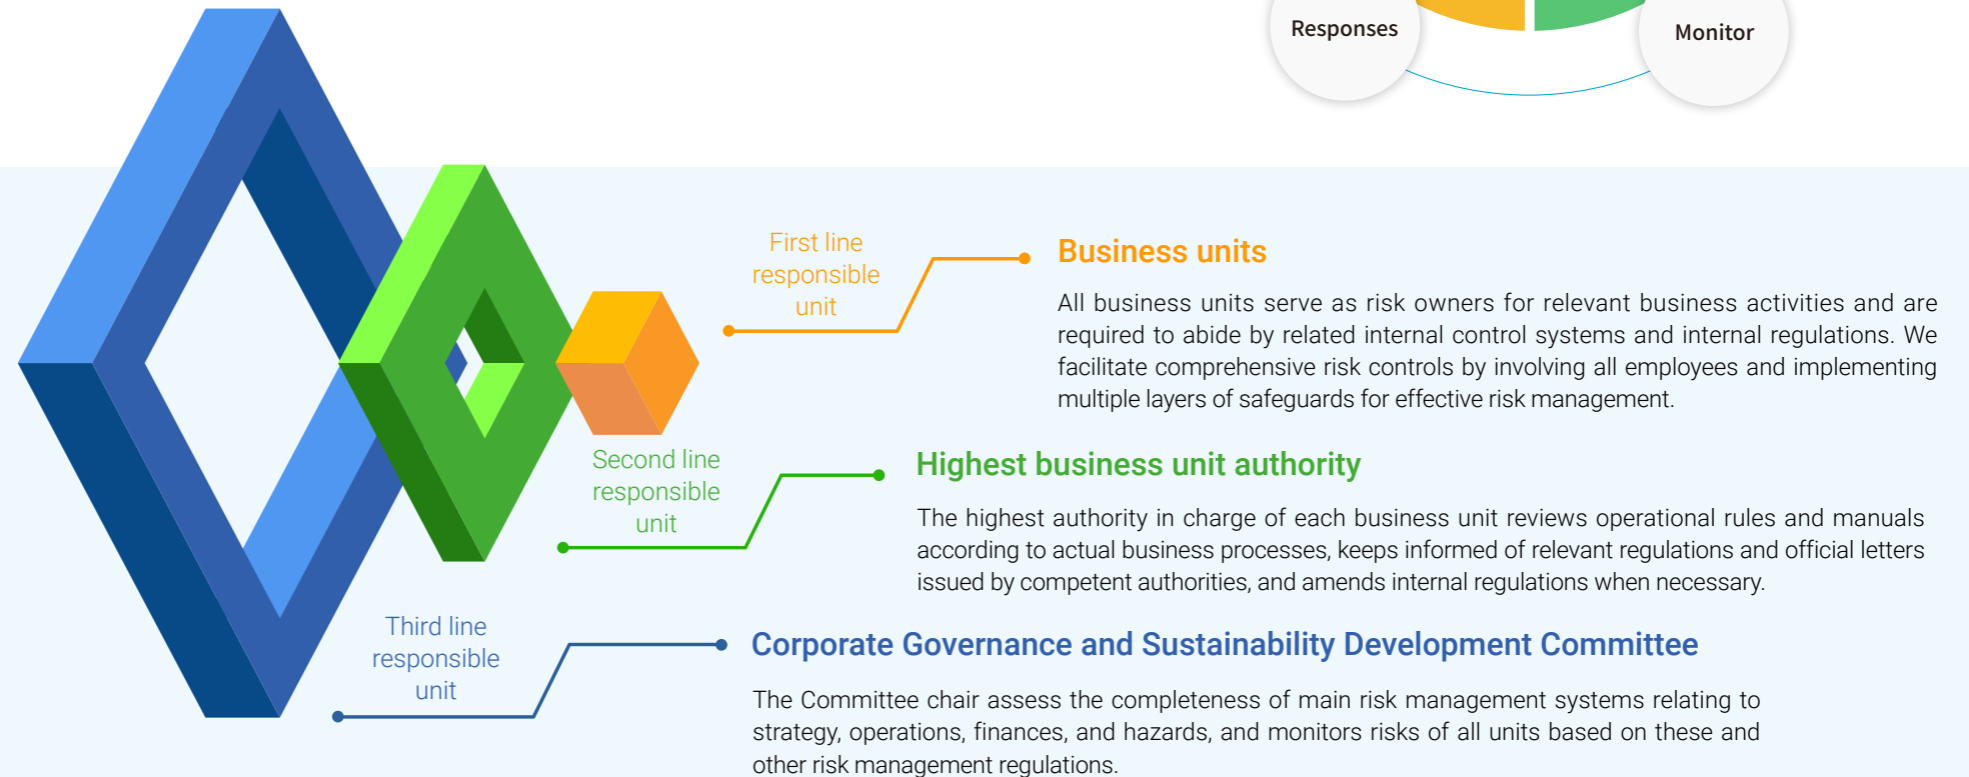 Responses
Monitor
First line
responsible
unit
Business units
All business units serve as risk owners for relevant business activities and are
required to abide by related internal control systems and internal regulations. We
facilitate comprehensive risk controls by involving all employees and implementing
multiple layers of safeguards for effective risk management.
Second line
responsible
unit
Highest business unit authority
The highest authority in charge of each business unit reviews operational rules and manuals
according to actual business processes, keeps informed of relevant regulations and official letters
issued by competent authorities, and amends internal regulations when necessary.
Third line
responsible
unit
Corporate Governance and Sustainability Development Committee
The Committee chair assess the completeness of main risk management systems relating to
strategy, operations, finances, and hazards, and monitors risks of all units based on these and
other risk management regulations.